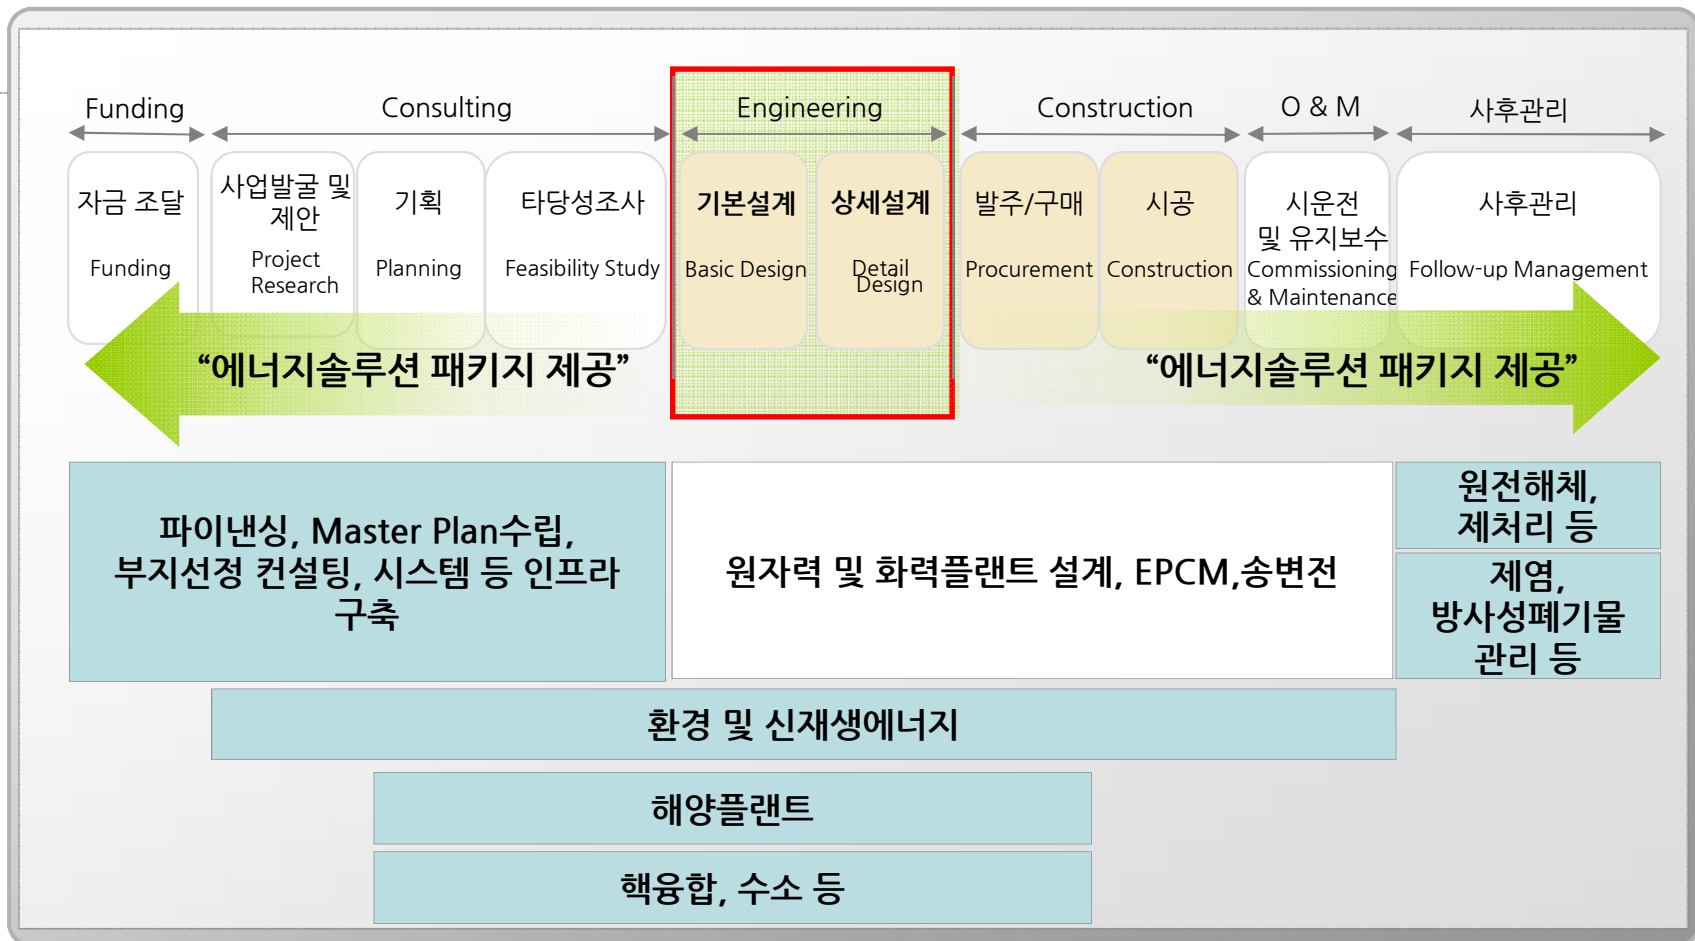 Funding
Consulting
Engineering
Construction
O & M
사후관리
자금 조달
Funding
사업발굴 및
제안
Project
Research
기획
Planning
타당성조사
Feasibility Study
기본설계
Basic Design
상세설계
Detail
Design
발주/구매
Procurement
시공
Construction
시운전
및 유지보수
Commissioning
& Maintenance
사후관리
Follow-up Management
“에너지솔루션 패키지 제공”
“에너지솔루션 패키지 제공”
파이낸싱, Master Plan수립,
부지선정 컨설팅, 시스템 등 인프라
구축
원자력 및 화력플랜트 설계, EPCM,송변전
원전해체,
제처리 등
제염,
방사성폐기물
관리 등
환경 및 신재생에너지
해양플랜트
핵융합, 수소 등